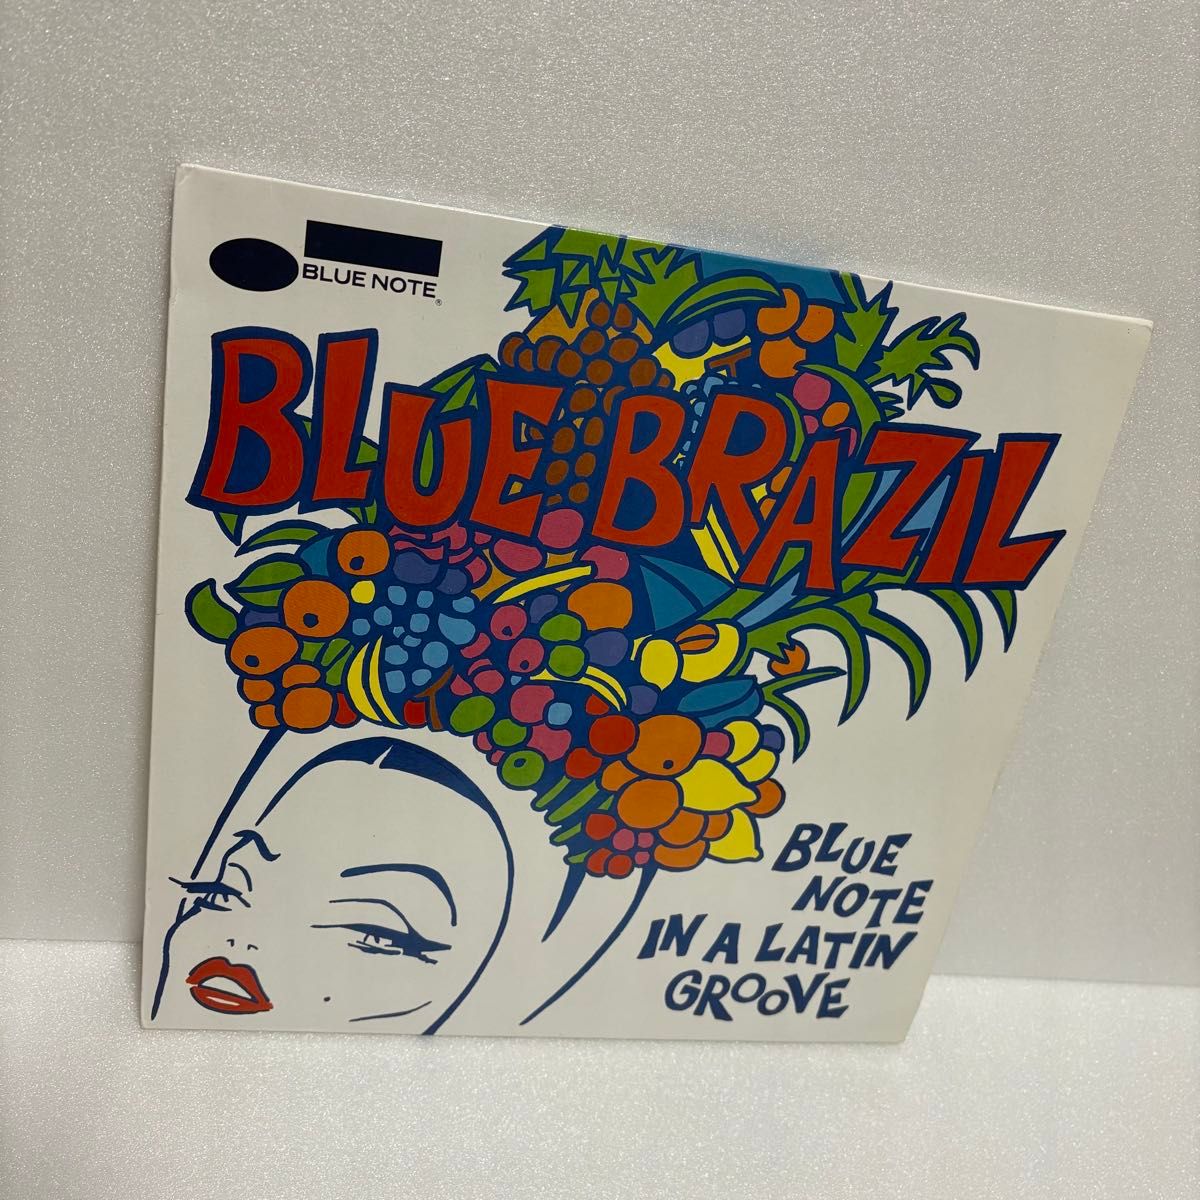 BLUE NOTE®
BLUE BRAZIL
BLUE
NOTE
IN A LATIN
GROOVE